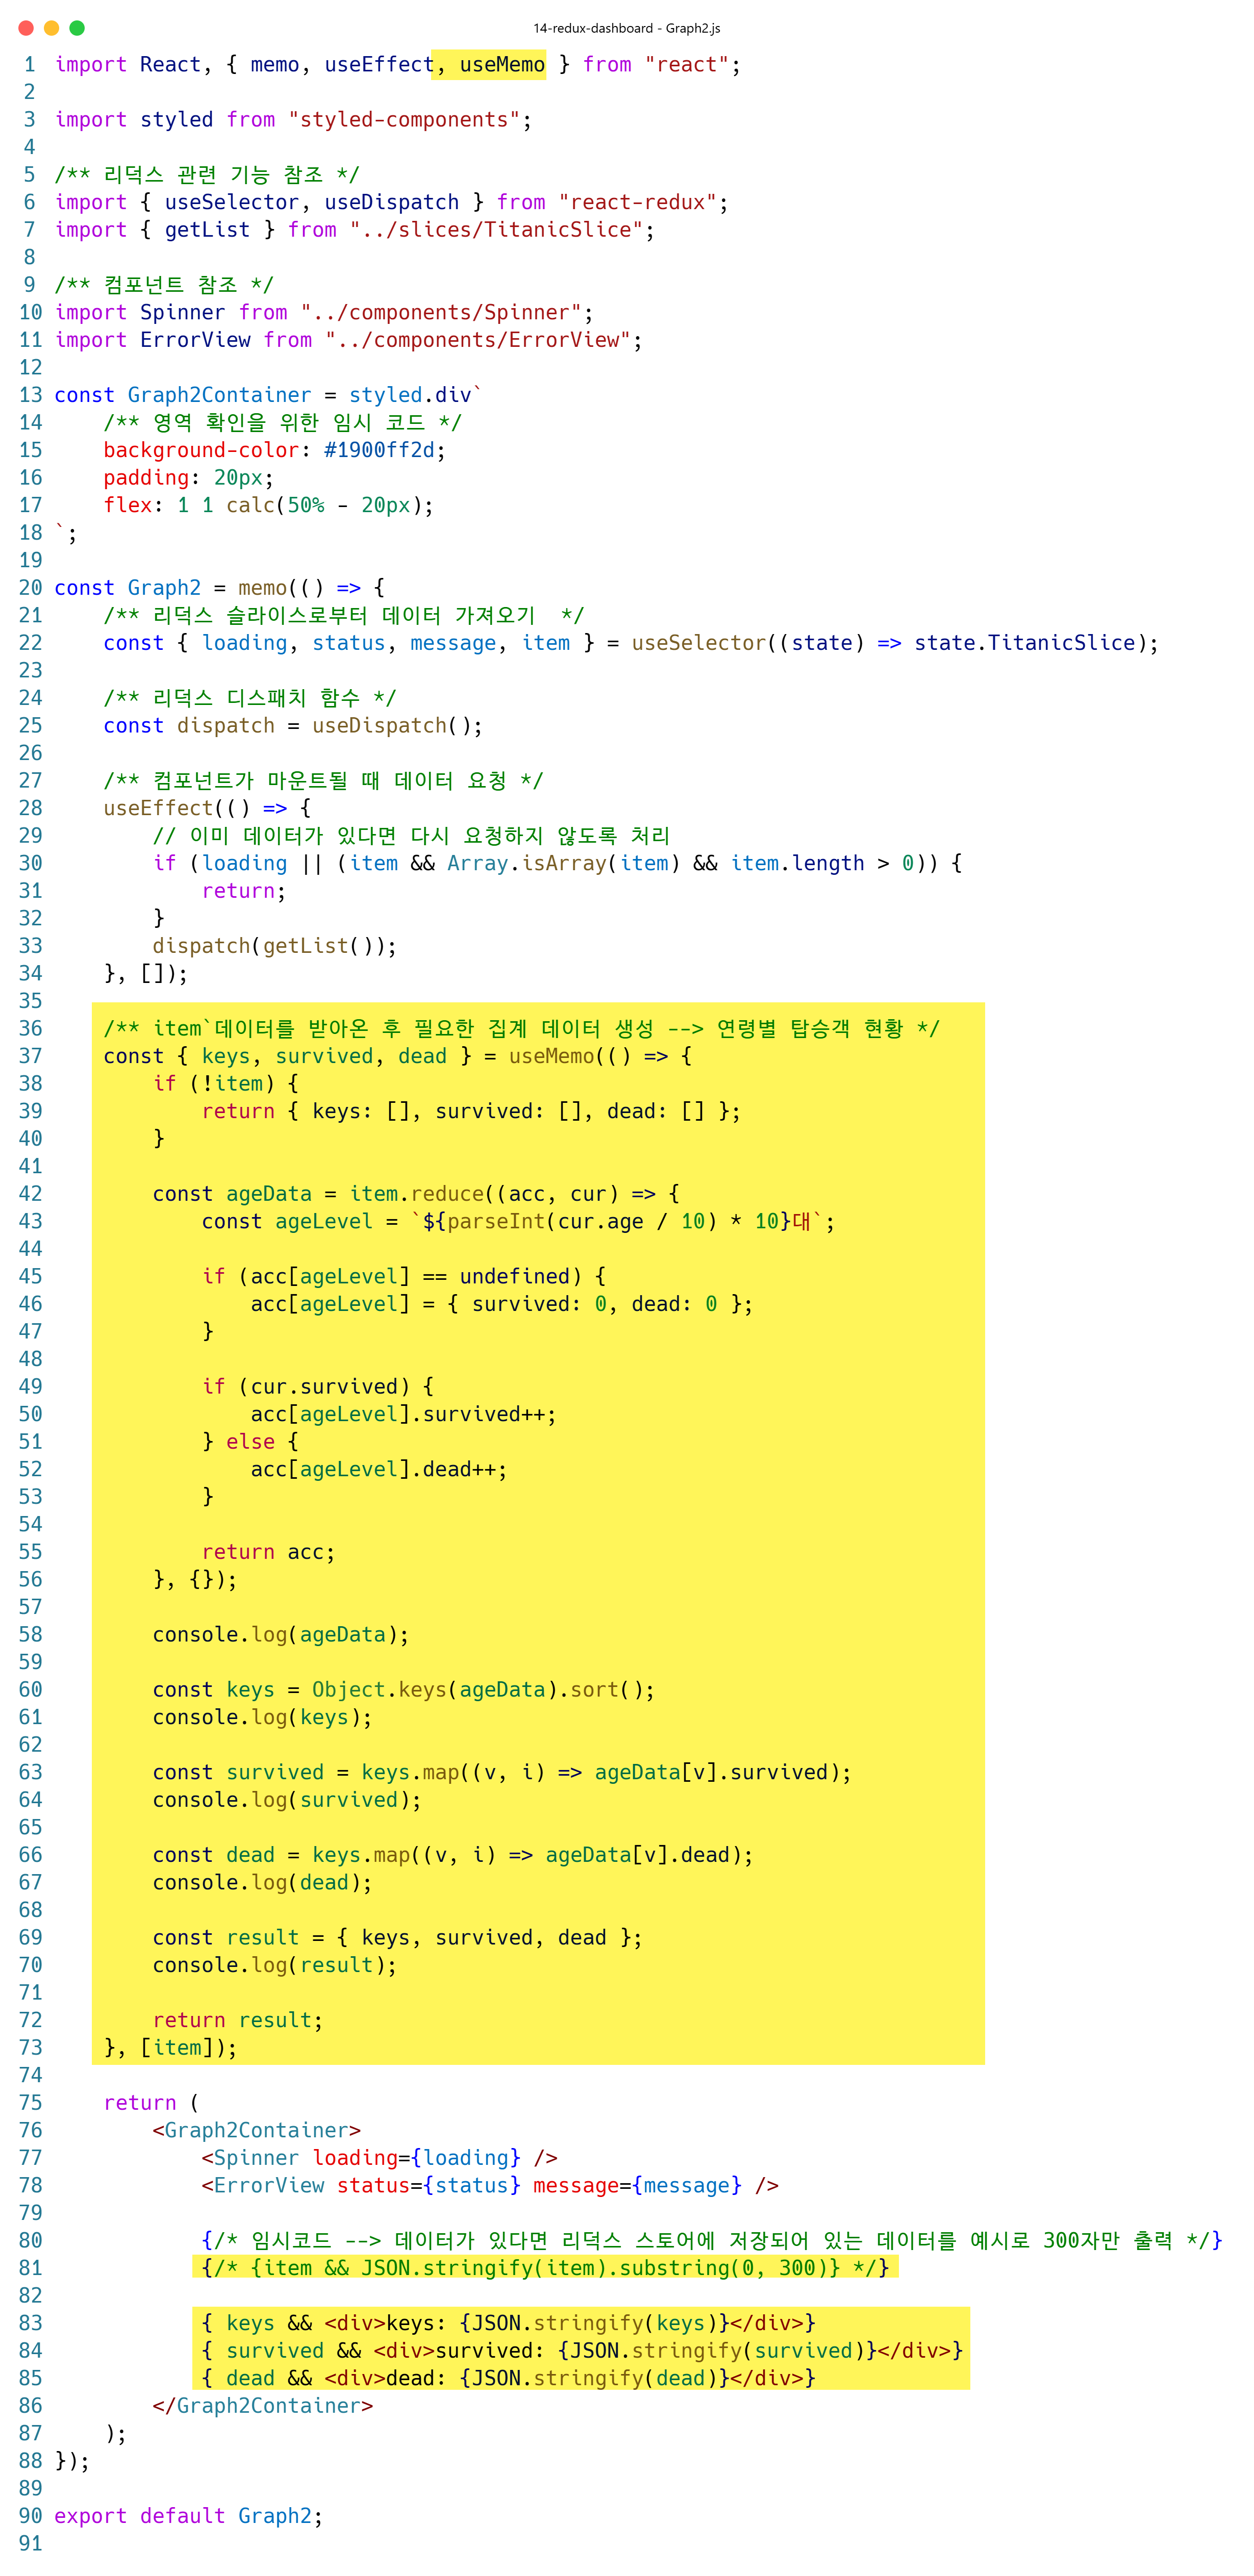 14-redux-dashboard - Graph2.js
1 import React, { memo, useEffect, useMemo } from "react";
2
3 import styled from "styled-components";
4
5 /** 리덕스 관련 기능 참조 */
6 import { useSelector, useDispatch } from "react-redux";
7 import { getList } from "../slices/TitanicSlice";
8
9 /** 컴포넌트 참조 */
10 import Spinner from "../components/Spinner";
11 import ErrorView from "../components/ErrorView";
12
13 const Graph2Container = styled.div`
14     /** 영역 확인을 위한 임시 코드 */
15     background-color: #1900ff2d;
16     padding: 20px;
17     flex: 1 1 calc(50% - 20px);
18 `;
19
20 const Graph2 = memo(() => {
21     /** 리덕스 슬라이스로부터 데이터 가져오기  */
22     const { loading, status, message, item } = useSelector((state) => state.TitanicSlice);
23
24     /** 리덕스 디스패치 함수 */
25     const dispatch = useDispatch();
26
27     /** 컴포넌트가 마운트될 때 데이터 요청 */
28     useEffect(() => {
29         // 이미 데이터가 있다면 다시 요청하지 않도록 처리
30         if (loading || (item && Array.isArray(item) && item.length > 0)) {
31             return;
32         }
33         dispatch(getList());
34     }, []);
35
36     /** item`데이터를 받아온 후 필요한 집계 데이터 생성 --> 연령별 탑승객 현황 */
37     const { keys, survived, dead } = useMemo(() => {
38         if (!item) {
39             return { keys: [], survived: [], dead: [] };
40         }
41
42         const ageData = item.reduce((acc, cur) => {
43             const ageLevel = `${parseInt(cur.age / 10) * 10}대`;
44
45             if (acc[ageLevel] == undefined) {
46                 acc[ageLevel] = { survived: 0, dead: 0 };
47             }
48
49             if (cur.survived) {
50                 acc[ageLevel].survived++;
51             } else {
52                 acc[ageLevel].dead++;
53             }
54
55             return acc;
56         }, {});
57
58         console.log(ageData);
59
60         const keys = Object.keys(ageData).sort();
61         console.log(keys);
62
63         const survived = keys.map((v, i) => ageData[v].survived);
64         console.log(survived);
65
66         const dead = keys.map((v, i) => ageData[v].dead);
67         console.log(dead);
68
69         const result = { keys, survived, dead };
70         console.log(result);
71
72         return result;
73     }, [item]);
74
75     return (
76         <Graph2Container>
77             <Spinner loading={loading} />
78             <ErrorView status={status} message={message} />
79
80             {/* 임시코드 --> 데이터가 있다면 리덕스 스토어에 저장되어 있는 데이터를 예시로 300자만 출력 */}
81             {/* {item && JSON.stringify(item).substring(0, 300)} */}
82
83             { keys && <div>keys: {JSON.stringify(keys)}</div>}
84             { survived && <div>survived: {JSON.stringify(survived)}</div>}
85             { dead && <div>dead: {JSON.stringify(dead)}</div>}
86         </Graph2Container>
87     );
88 });
89
90 export default Graph2;
91